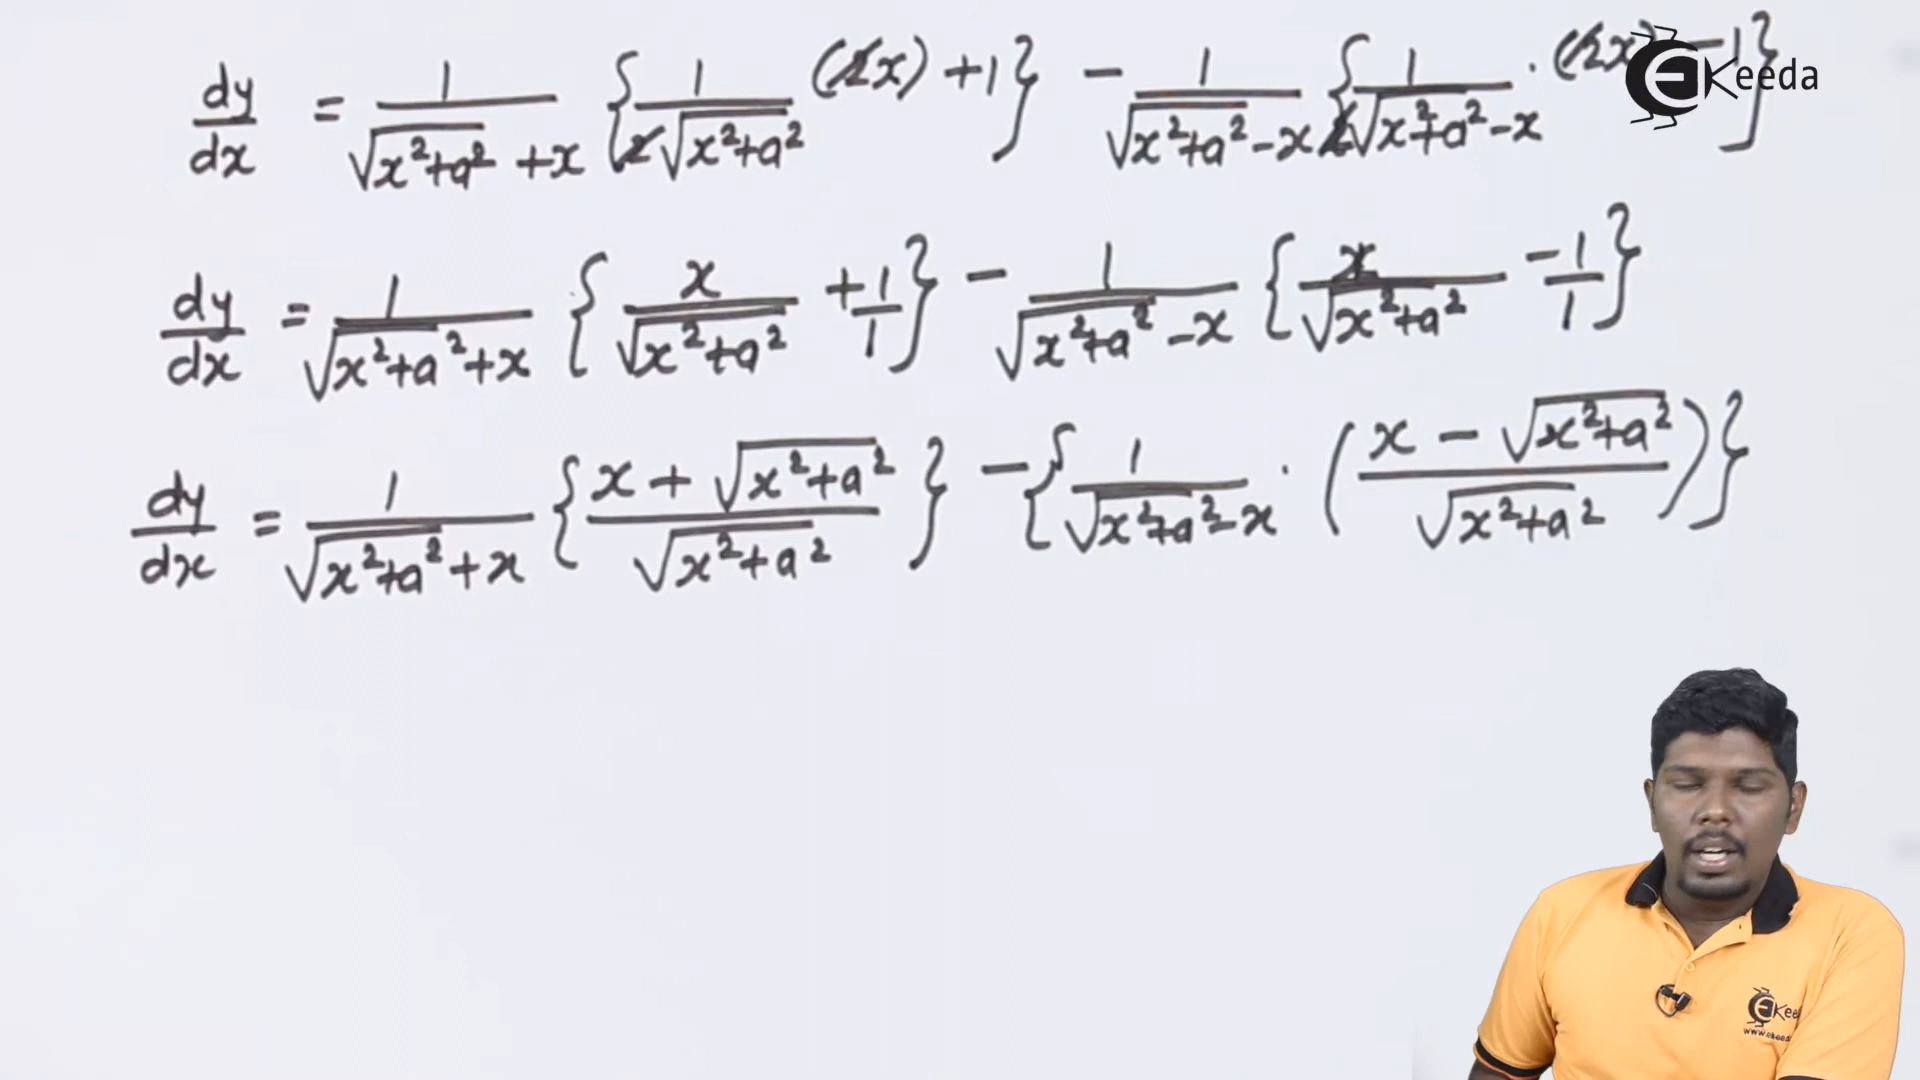 dy/dx = 1/(√(x²+a²) + x) { 1/(2√(x²+a²)) (2x) + 1 } − 1/(√(x²+a²) − x) { 1/(2√(x²+a²−x)) · (2x) − 1 }
Ekeeda
dy/dx = 1/(√(x²+a²) + x) { x/√(x²+a²) + 1/1 } − 1/(√(x²+a²) − x) { x/√(x²+a²) − 1/1 }
dy/dx = 1/(√(x²+a²) + x) { (x + √(x²+a²))/√(x²+a²) } − { 1/(√(x²+a²) − x) · ( (x − √(x²+a²))/√(x²+a²) ) }
eKee